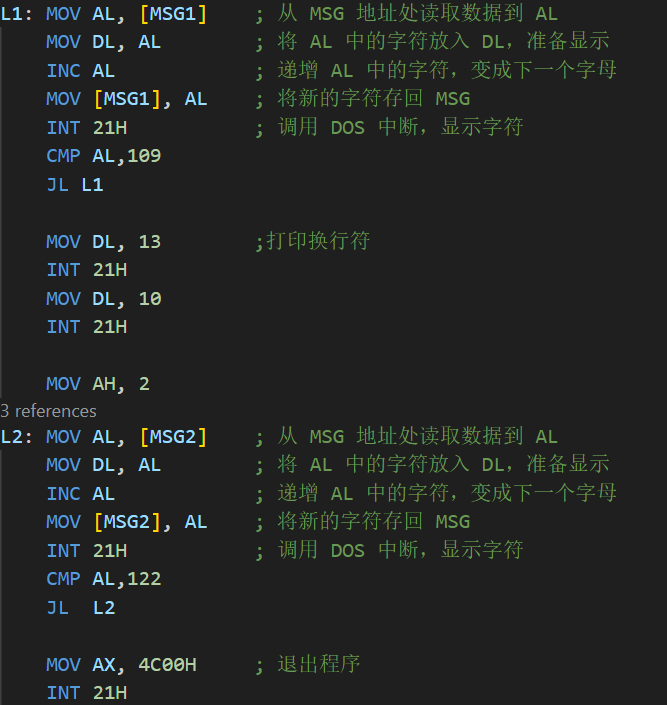 L1: MOV AL, [MSG1]    ; 从 MSG 地址处读取数据到 AL
    MOV DL, AL        ; 将 AL 中的字符放入 DL，准备显示
    INC AL            ; 递增 AL 中的字符，变成下一个字母
    MOV [MSG1], AL    ; 将新的字符存回 MSG
    INT 21H           ; 调用 DOS 中断，显示字符
    CMP AL,109
    JL L1
    MOV DL, 13        ;打印换行符
    INT 21H
    MOV DL, 10
    INT 21H
    MOV AH, 2
3 references
L2: MOV AL, [MSG2]    ; 从 MSG 地址处读取数据到 AL
    MOV DL, AL        ; 将 AL 中的字符放入 DL，准备显示
    INC AL            ; 递增 AL 中的字符，变成下一个字母
    MOV [MSG2], AL    ; 将新的字符存回 MSG
    INT 21H           ; 调用 DOS 中断，显示字符
    CMP AL,122
    JL  L2
    MOV AX, 4C00H     ; 退出程序
    INT 21H